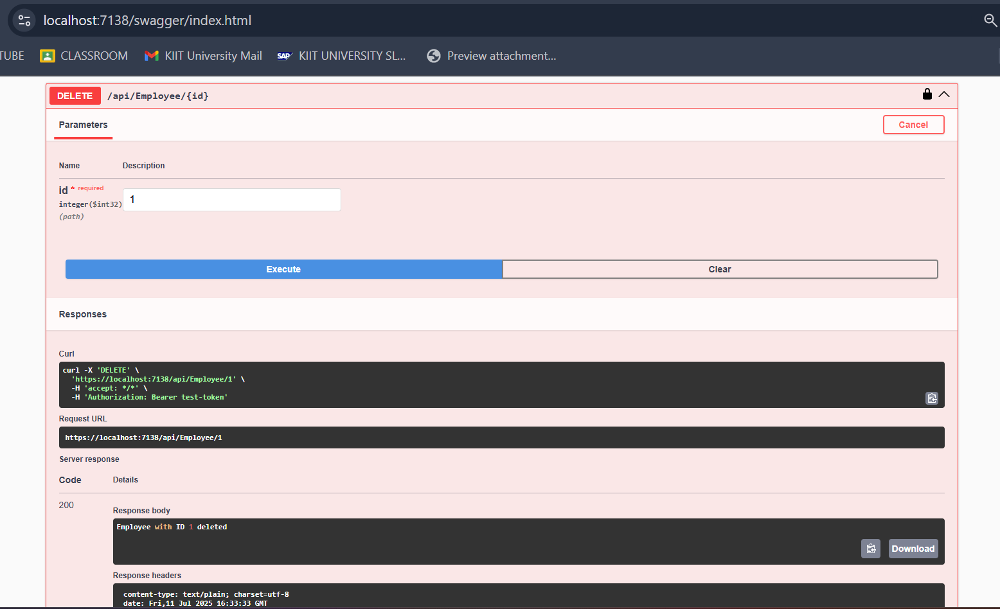 localhost:7138/swagger/index.html
TUBE CLASSROOM KIIT University Mail SAP KIIT UNIVERSITY SL... Preview attachment...
DELETE /api/Employee/{id}
Parameters Cancel
Name Description
id * required
integer($int32)
(path)
1
Execute Clear
Responses
Curl
curl -X 'DELETE' \
'https://localhost:7138/api/Employee/1' \
-H 'accept: */*' \
-H 'Authorization: Bearer test-token'
Request URL
https://localhost:7138/api/Employee/1
Server response
Code Details
200
Response body
Employee with ID 1 deleted
Download
Response headers
content-type: text/plain; charset=utf-8
date: Fri,11 Jul 2025 16:33:33 GMT